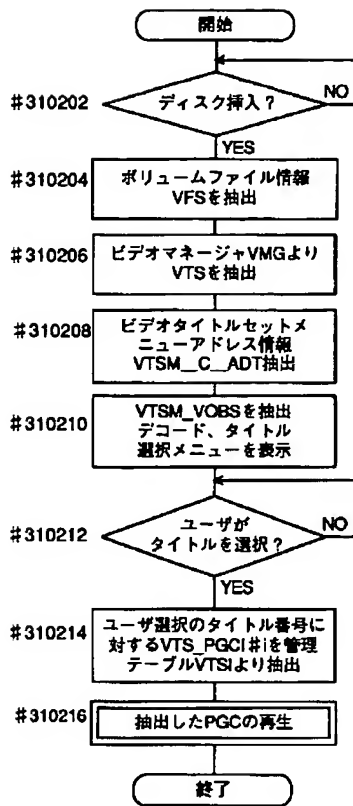 開始
#310202
ディスク挿入？
NO
YES
#310204
ボリュームファイル情報
VFSを抽出
#310206
ビデオマネージャVMGより
VTSを抽出
#310208
ビデオタイトルセットメ
ニューアドレス情報
VTSM__C__ADT抽出
#310210
VTSM_VOBSを抽出
デコード、タイトル
選択メニューを表示
#310212
ユーザが
タイトルを選択？
NO
YES
#310214
ユーザ選択のタイトル番号に
対するVTS_PGCI#iを管理
テーブルVTSIより抽出
#310216
抽出したPGCの再生
終了